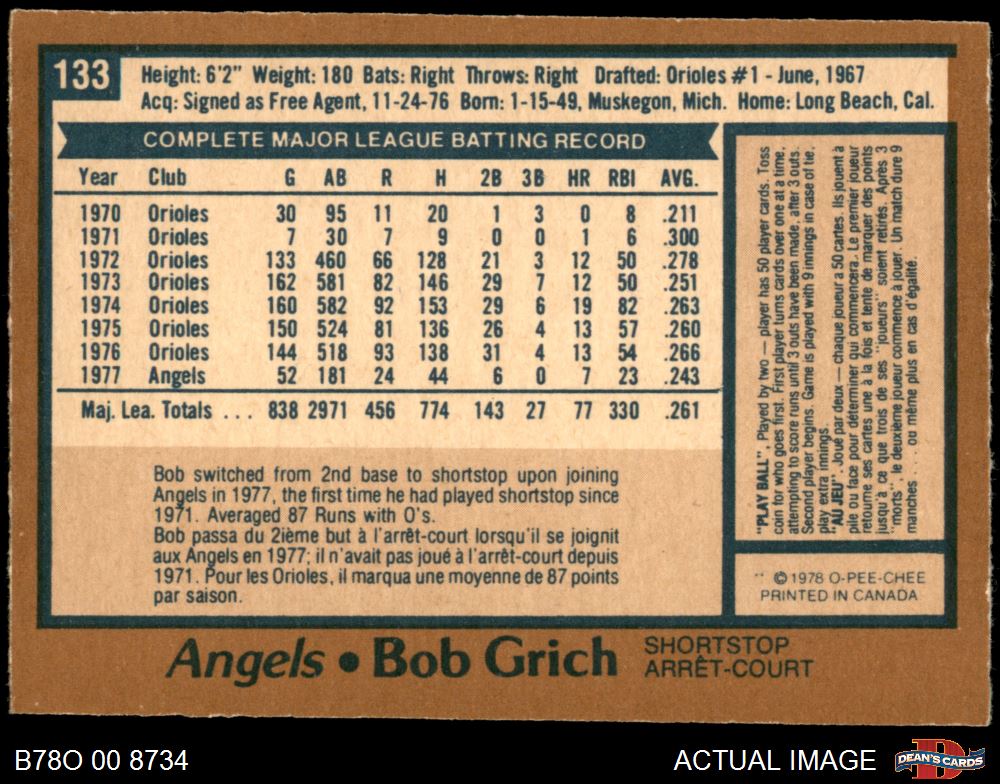 133
Height: 6'2" Weight: 180 Bats: Right Throws: Right Drafted: Orioles #1 - June, 1967
Acq: Signed as Free Agent, 11-24-76 Born: 1-15-49, Muskegon, Mich. Home: Long Beach, Cal.
COMPLETE MAJOR LEAGUE BATTING RECORD
Year Club G AB R H 2B 3B HR RBI AVG.
1970 Orioles 30 95 11 20 1 3 0 8 .211
1971 Orioles 7 30 7 9 0 0 1 6 .300
1972 Orioles 133 460 66 128 21 3 12 50 .278
1973 Orioles 162 581 82 146 29 7 12 50 .251
1974 Orioles 160 582 92 153 29 6 19 82 .263
1975 Orioles 150 524 81 136 26 4 13 57 .260
1976 Orioles 144 518 93 138 31 4 13 54 .266
1977 Angels 52 181 24 44 6 0 7 23 .243
Maj. Lea. Totals ... 838 2971 456 774 143 27 77 330 .261
Bob switched from 2nd base to shortstop upon joining
Angels in 1977, the first time he had played shortstop since
1971. Averaged 87 Runs with O's.
Bob passa du 2ième but à l'arrêt-court lorsqu'il se joignit
aux Angels en 1977; il n'avait pas joué à l'arrêt-court depuis
1971. Pour les Orioles, il marqua une moyenne de 87 points
par saison.
"PLAY BALL", Played by two — player has 50 player cards. Toss
coin for who goes first. First player turns cards over one at a time,
attempting to score runs until 3 outs have been made, after 3 outs.
Second player begins. Game is played with 9 innings in case of tie,
play extra innings.
"AU JEU". Joué par deux — chaque joueur a 50 cartes. Ils jouent à
pile ou face pour déterminer qui commencera. Le premier joueur
retourne ses cartes une à la fois et tente de marquer des points
jusqu'à ce que trois de ses "joueurs" soient retirés. Après 3
"morts", le deuxième joueur commence à jouer. Un match dure 9
manches . . . ou même plus en cas d'égalité.
** © 1978 O-PEE-CHEE
PRINTED IN CANADA
Angels • Bob Grich SHORTSTOP
ARRÊT-COURT
B78O 00 8734
ACTUAL IMAGE
DEAN'S CARDS